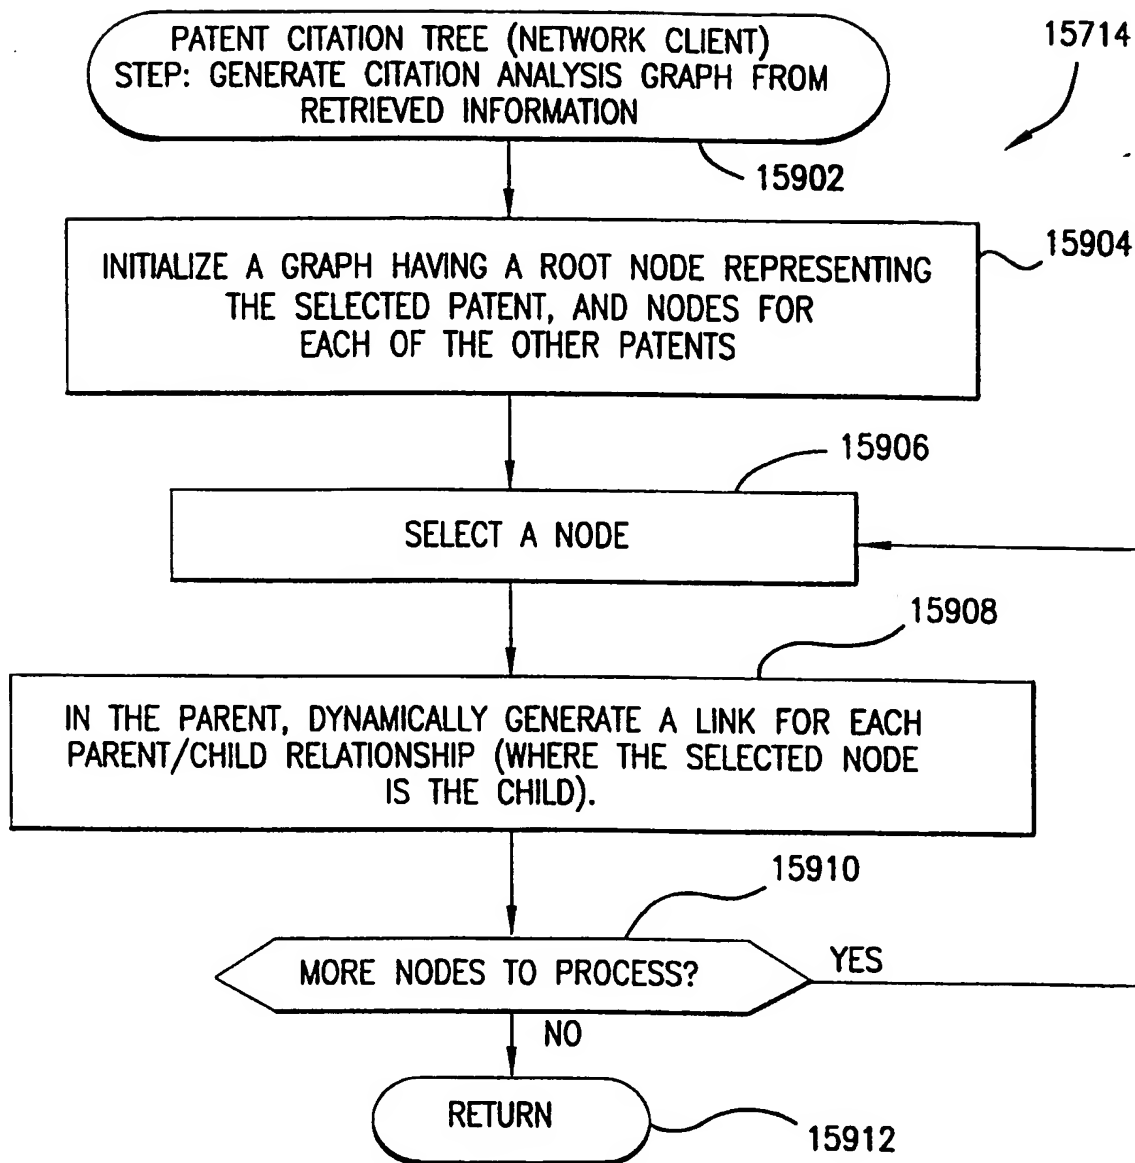 PATENT CITATION TREE (NETWORK CLIENT)
STEP: GENERATE CITATION ANALYSIS GRAPH FROM
RETRIEVED INFORMATION
15714
15902
INITIALIZE A GRAPH HAVING A ROOT NODE REPRESENTING
THE SELECTED PATENT, AND NODES FOR
EACH OF THE OTHER PATENTS
15904
15906
SELECT A NODE
15908
IN THE PARENT, DYNAMICALLY GENERATE A LINK FOR EACH
PARENT/CHILD RELATIONSHIP (WHERE THE SELECTED NODE
IS THE CHILD).
15910
MORE NODES TO PROCESS?
YES
NO
RETURN
15912